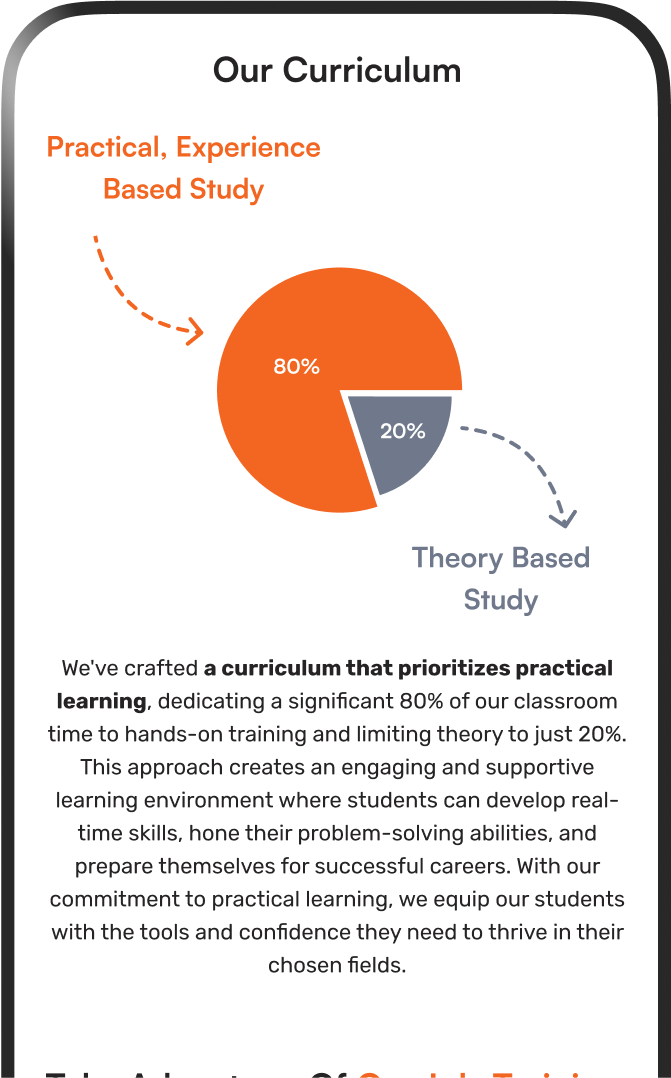 Our Curriculum
Practical, Experience
Based Study
80%
20%
Theory Based
Study
We've crafted a curriculum that prioritizes practical
learning, dedicating a significant 80% of our classroom
time to hands-on training and limiting theory to just 20%.
This approach creates an engaging and supportive
learning environment where students can develop real-
time skills, hone their problem-solving abilities, and
prepare themselves for successful careers. With our
commitment to practical learning, we equip our students
with the tools and confidence they need to thrive in their
chosen fields.